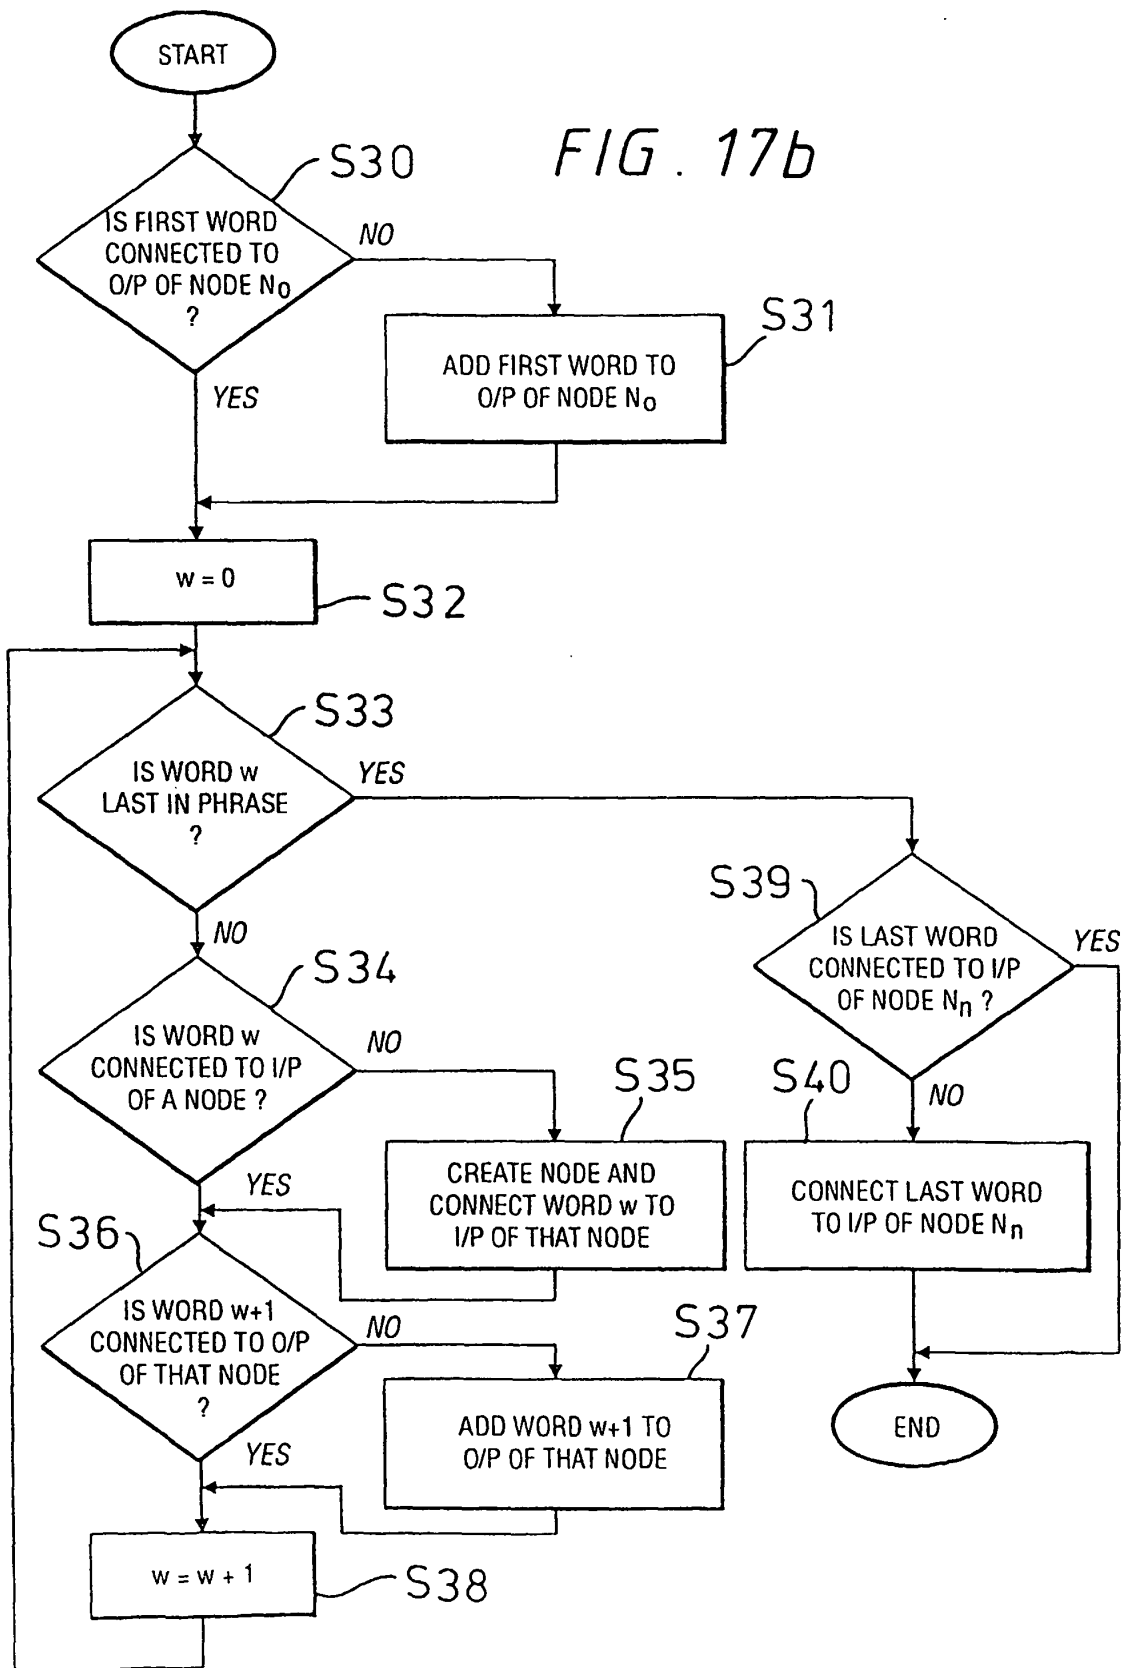 START
FIG. 17b
S30
IS FIRST WORD
CONNECTED TO
O/P OF NODE N₀
?
NO
YES
S31
ADD FIRST WORD TO
O/P OF NODE N₀
w = 0
S32
S33
IS WORD w
LAST IN PHRASE
?
YES
NO
S34
IS WORD w
CONNECTED TO I/P
OF A NODE ?
NO
YES
S35
CREATE NODE AND
CONNECT WORD w TO
I/P OF THAT NODE
S36
IS WORD w+1
CONNECTED TO O/P
OF THAT NODE
?
NO
YES
S37
ADD WORD w+1 TO
O/P OF THAT NODE
w = w + 1
S38
S39
IS LAST WORD
CONNECTED TO I/P
OF NODE Nₙ ?
YES
NO
S40
CONNECT LAST WORD
TO I/P OF NODE Nₙ
END